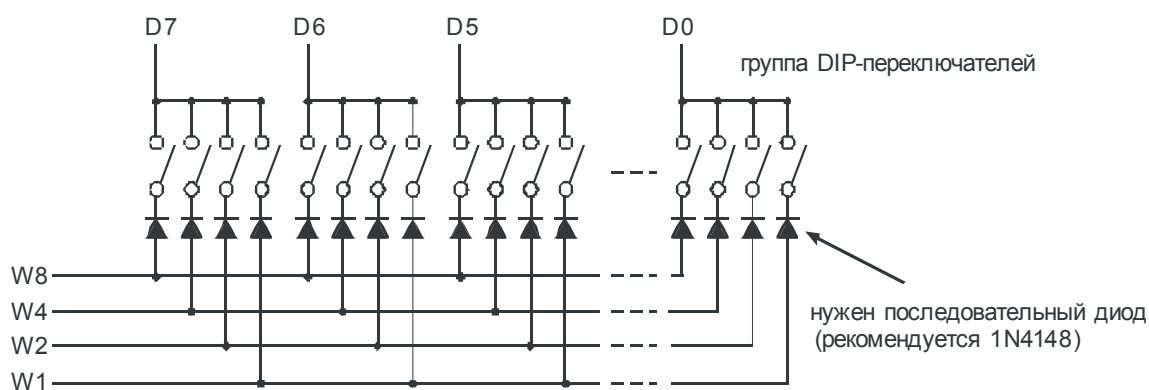 D7 D6 D5 D0
группа DIP-переключателей
W8
W4
W2
W1
нужен последовательный диод
(рекомендуется 1N4148)